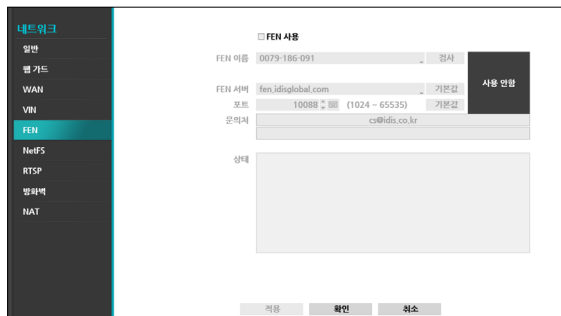 네트워크
일반
랩 가드
WAN
VIN
FEN
NetFS
RTSP
방화벽
NAT
FEN 사용
FEN 이름 0079-186-091 검사
사용 안함
FEN 서버 fen.idisglobal.com 기본값
포트 10088 (1024 ~ 65535) 기본값
문의처 cs@idis.co.kr
상태
적용 확인 취소